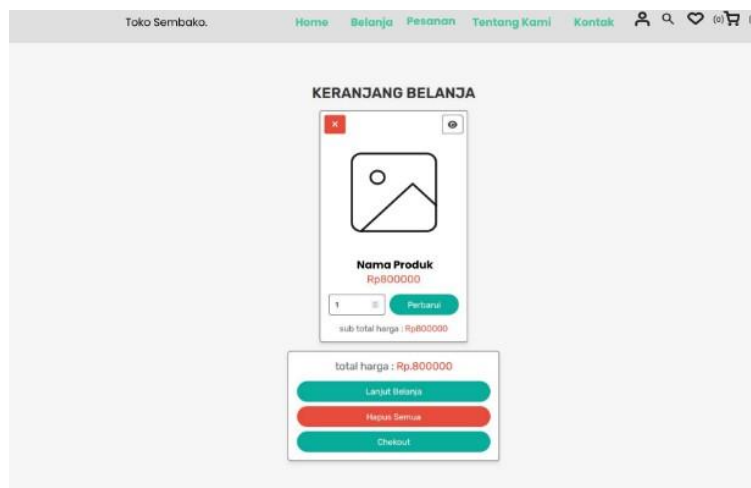 Toko Sembako. Home Belanja Pesanan Tentang Kami Kontak (0)
KERANJANG BELANJA
Nama Produk
Rp800000
1 Perbarui
sub total harga : Rp800000
total harga : Rp.800000
Lanjut Belanja
Hapus Semua
Chekout